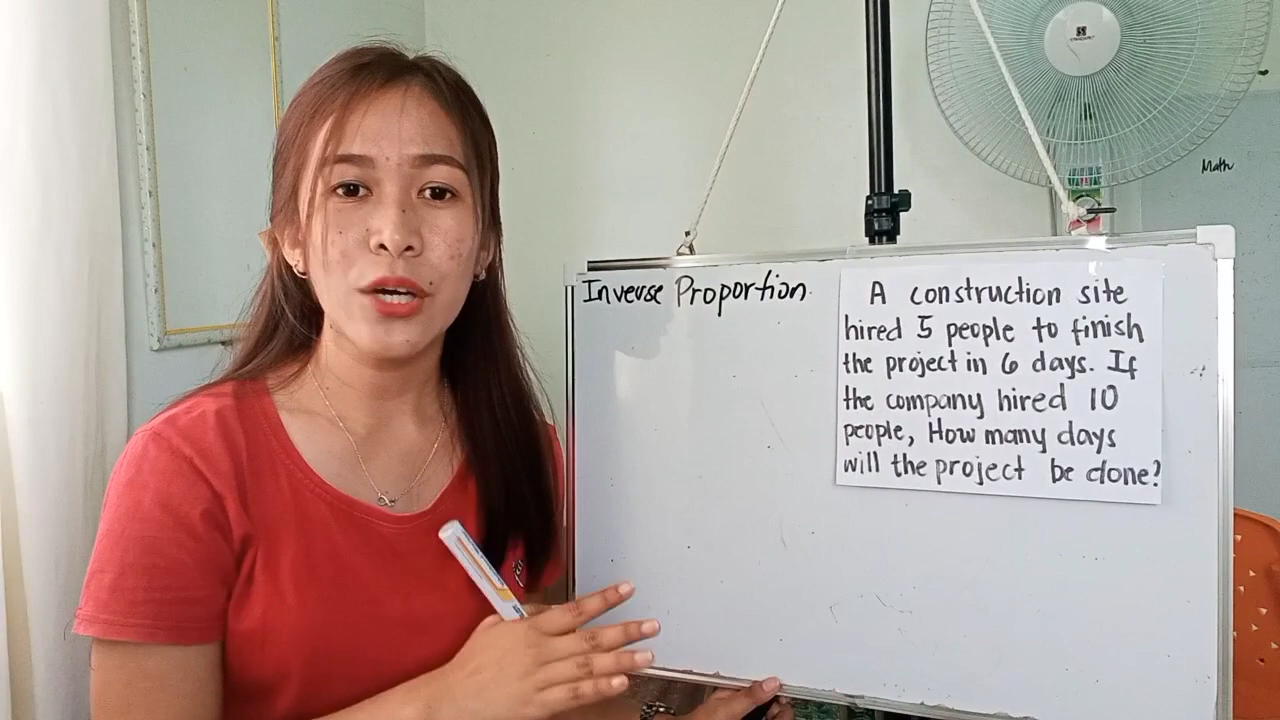 Math
Inverse Proportion
A construction site
hired 5 people to finish
the project in 6 days. If
the company hired 10
people, How many days
will the project be done?